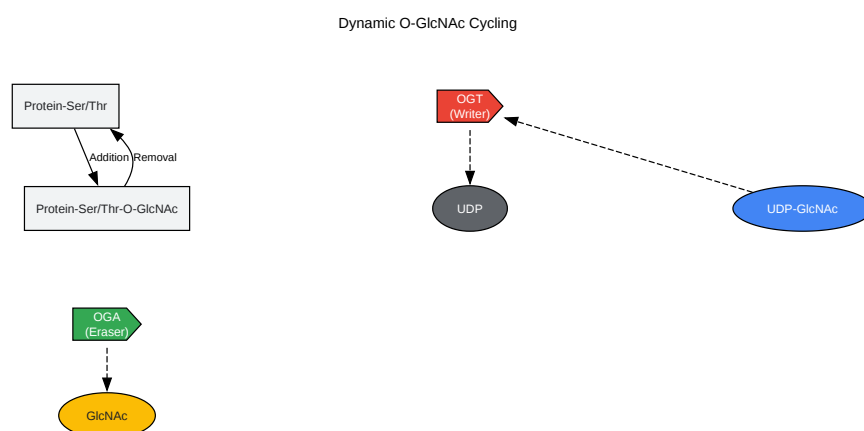 Dynamic O-GlcNAc Cycling
Protein-Ser/Thr
OGT
(Writer)
Addition
Removal
Protein-Ser/Thr-O-GlcNAc
UDP
UDP-GlcNAc
OGA
(Eraser)
GlcNAc